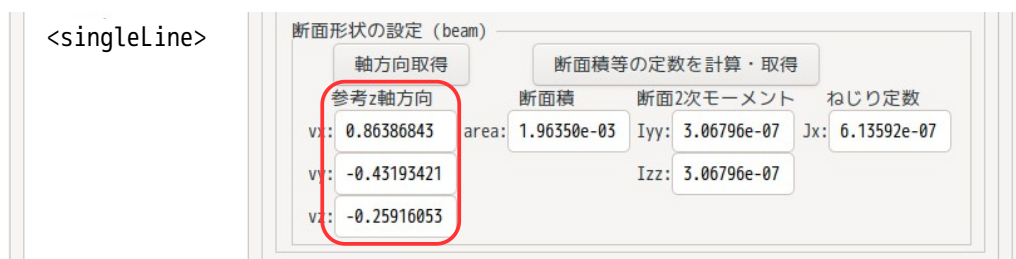 <singleLine>
断面形状の設定 (beam)
軸方向取得 断面積等の定数を計算・取得
参考z軸方向 断面積 断面2次モーメント ねじり定数
vx: 0.86386843 area: 1.96350e-03 Iyy: 3.06796e-07 Jx: 6.13592e-07
vy: -0.43193421 Izz: 3.06796e-07
vz: -0.25916053